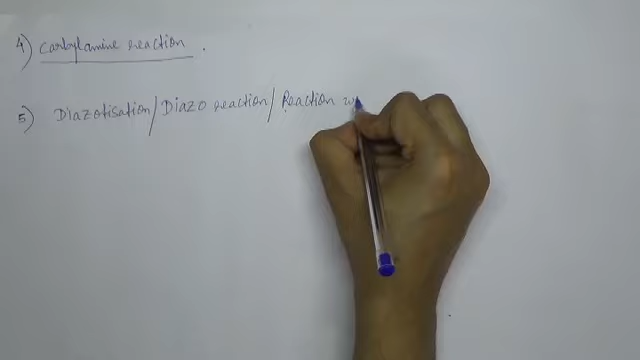 4) Carbylamine reaction .
5) Diazotisation/Diazo reaction/Reaction w